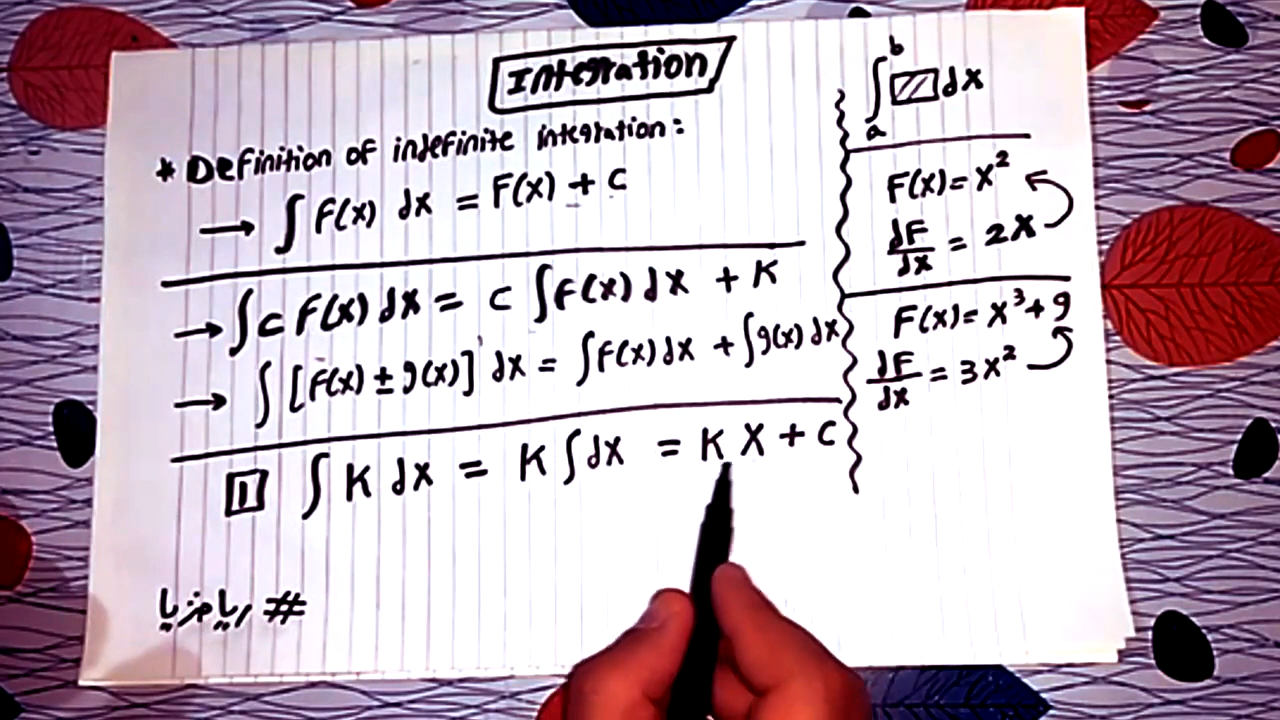 Integration
* Definition of indefinite integration:
→ ∫ F(x) dx = F(x) + c
→ ∫ c F(x) dx = c ∫ F(x) dx + K
→ ∫ [F(x) ± g(x)] dx = ∫ F(x) dx + ∫ g(x) dx
1 ∫ K dx = K ∫ dx = K X + c
# ريامزيا
∫ₐᵇ dx
F(x) = x²
dF/dx = 2x
F(x) = x³ + 9
dF/dx = 3x²